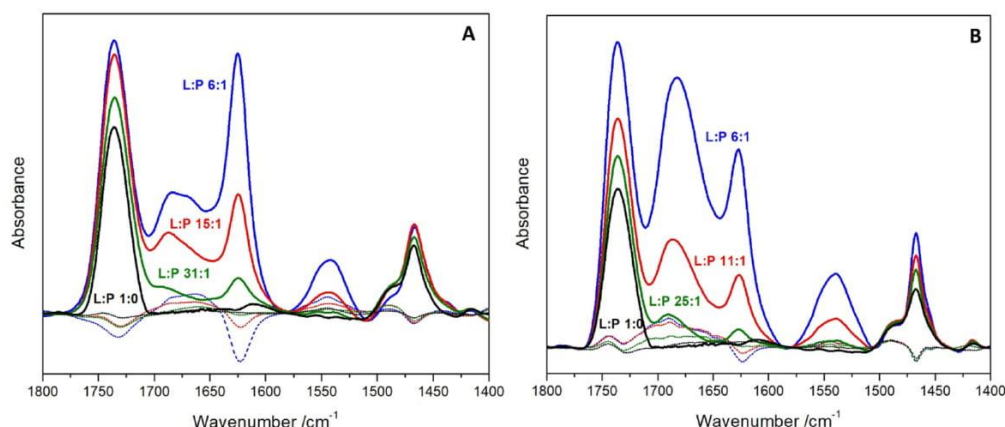 A
L:P 6:1
L:P 15:1
L:P 31:1
L:P 1:0
Absorbance
1800 1750 1700 1650 1600 1550 1500 1450 1400
Wavenumber /cm-1
B
L:P 6:1
L:P 11:1
L:P 25:1
L:P 1:0
Absorbance
1800 1750 1700 1650 1600 1550 1500 1450 1400
Wavenumber /cm-1